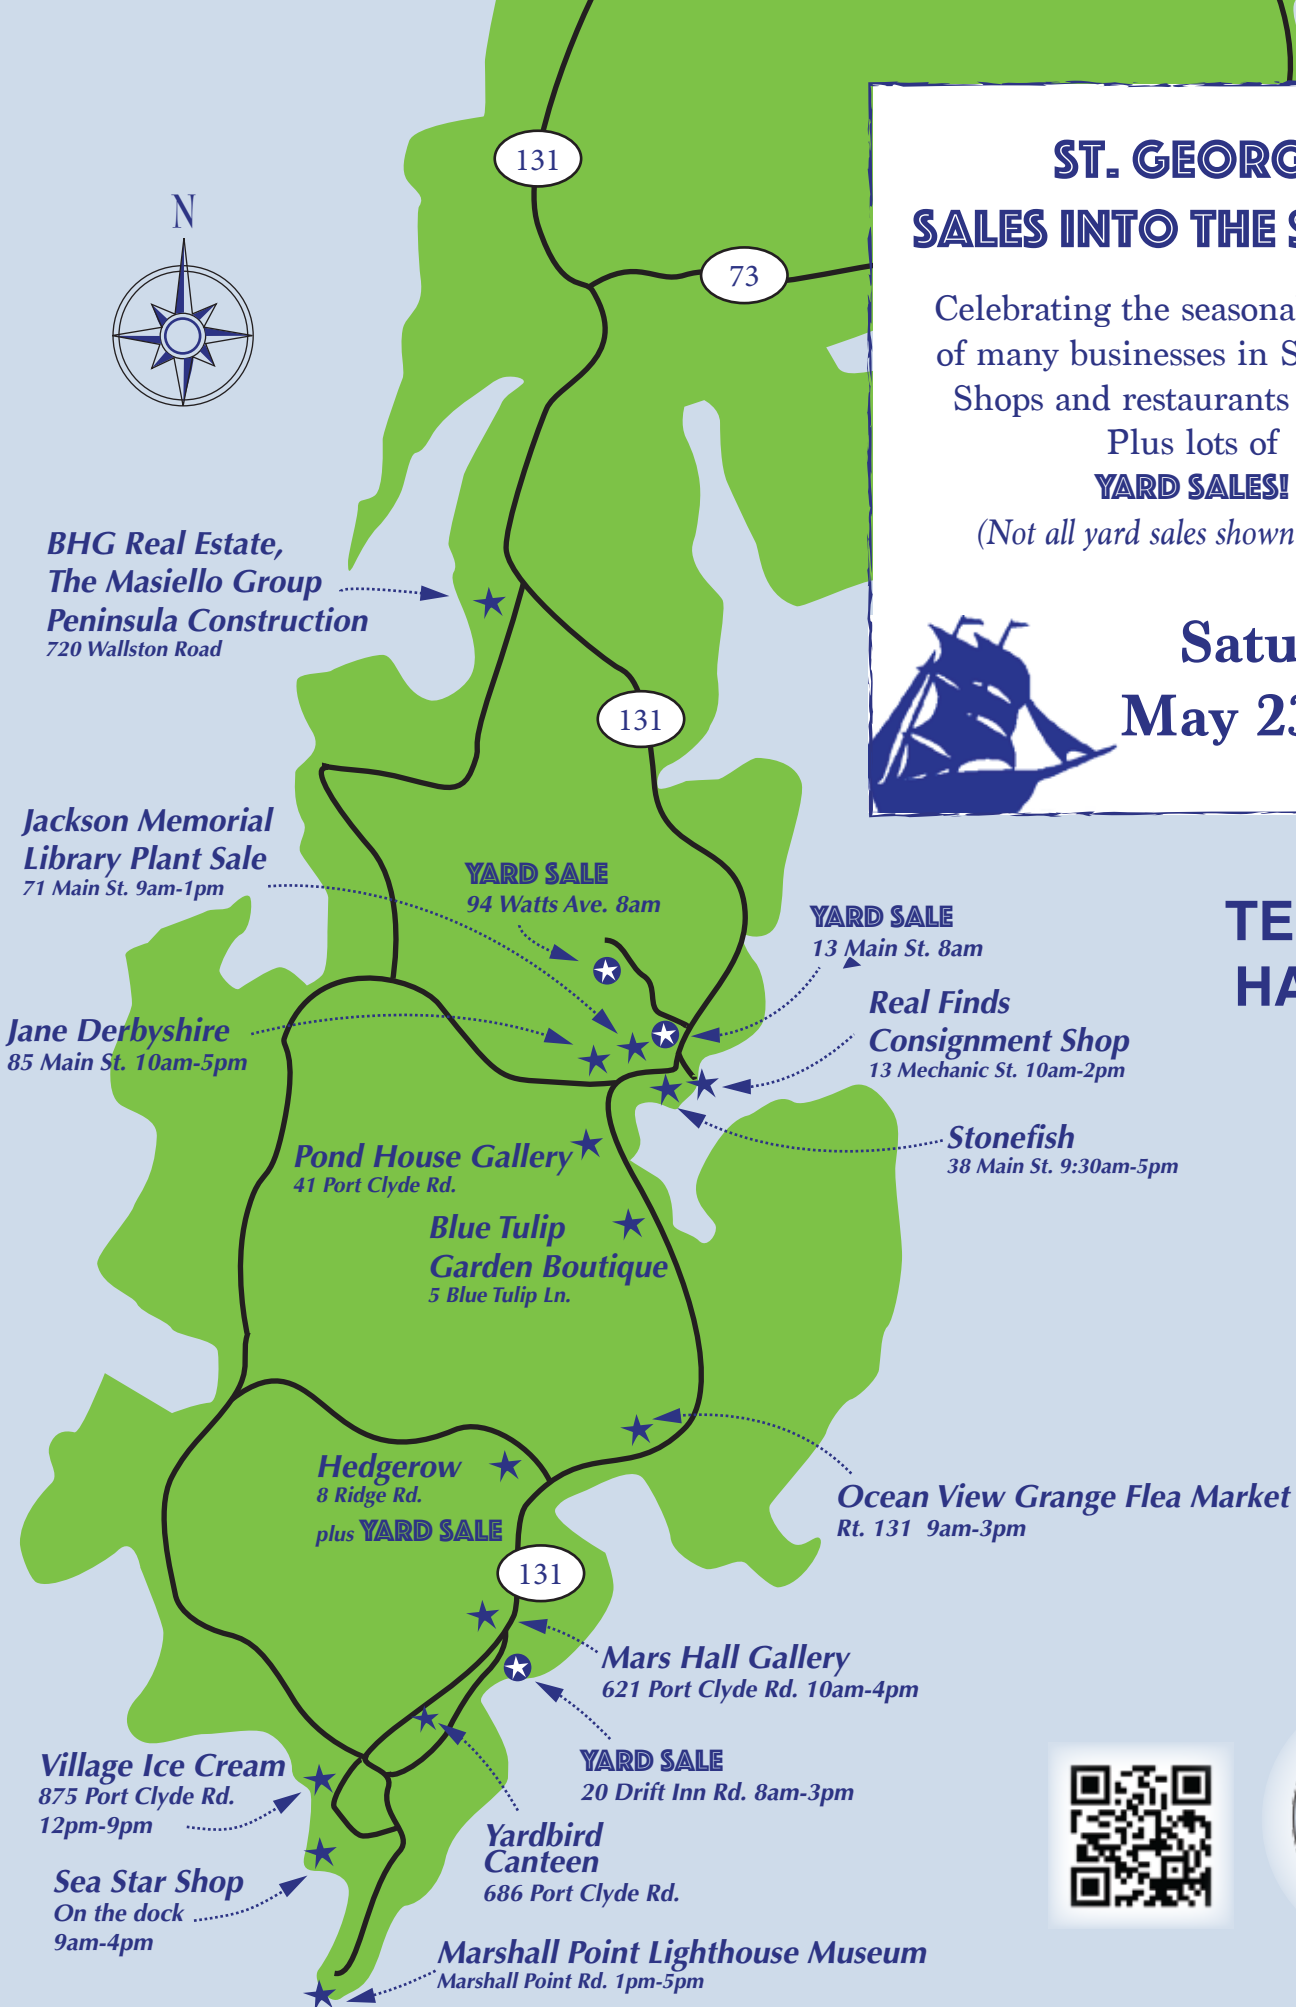 131
N
73
ST. GEORG
SALES INTO THE S
Celebrating the seasona
of many businesses in S
Shops and restaurants
Plus lots of
YARD SALES!
(Not all yard sales shown
Satu
May 23
BHG Real Estate,
The Masiello Group
Peninsula Construction
720 Wallston Road
131
Jackson Memorial
Library Plant Sale
71 Main St. 9am-1pm
YARD SALE
94 Watts Ave. 8am
YARD SALE
13 Main St. 8am
TE
HA
Real Finds
Consignment Shop
13 Mechanic St. 10am-2pm
Jane Derbyshire
85 Main St. 10am-5pm
Stonefish
38 Main St. 9:30am-5pm
Pond House Gallery
41 Port Clyde Rd.
Blue Tulip
Garden Boutique
5 Blue Tulip Ln.
Hedgerow
8 Ridge Rd.
plus YARD SALE
Ocean View Grange Flea Market
Rt. 131 9am-3pm
131
Mars Hall Gallery
621 Port Clyde Rd. 10am-4pm
YARD SALE
20 Drift Inn Rd. 8am-3pm
Village Ice Cream
875 Port Clyde Rd.
12pm-9pm
Yardbird
Canteen
686 Port Clyde Rd.
Sea Star Shop
On the dock
9am-4pm
Marshall Point Lighthouse Museum
Marshall Point Rd. 1pm-5pm